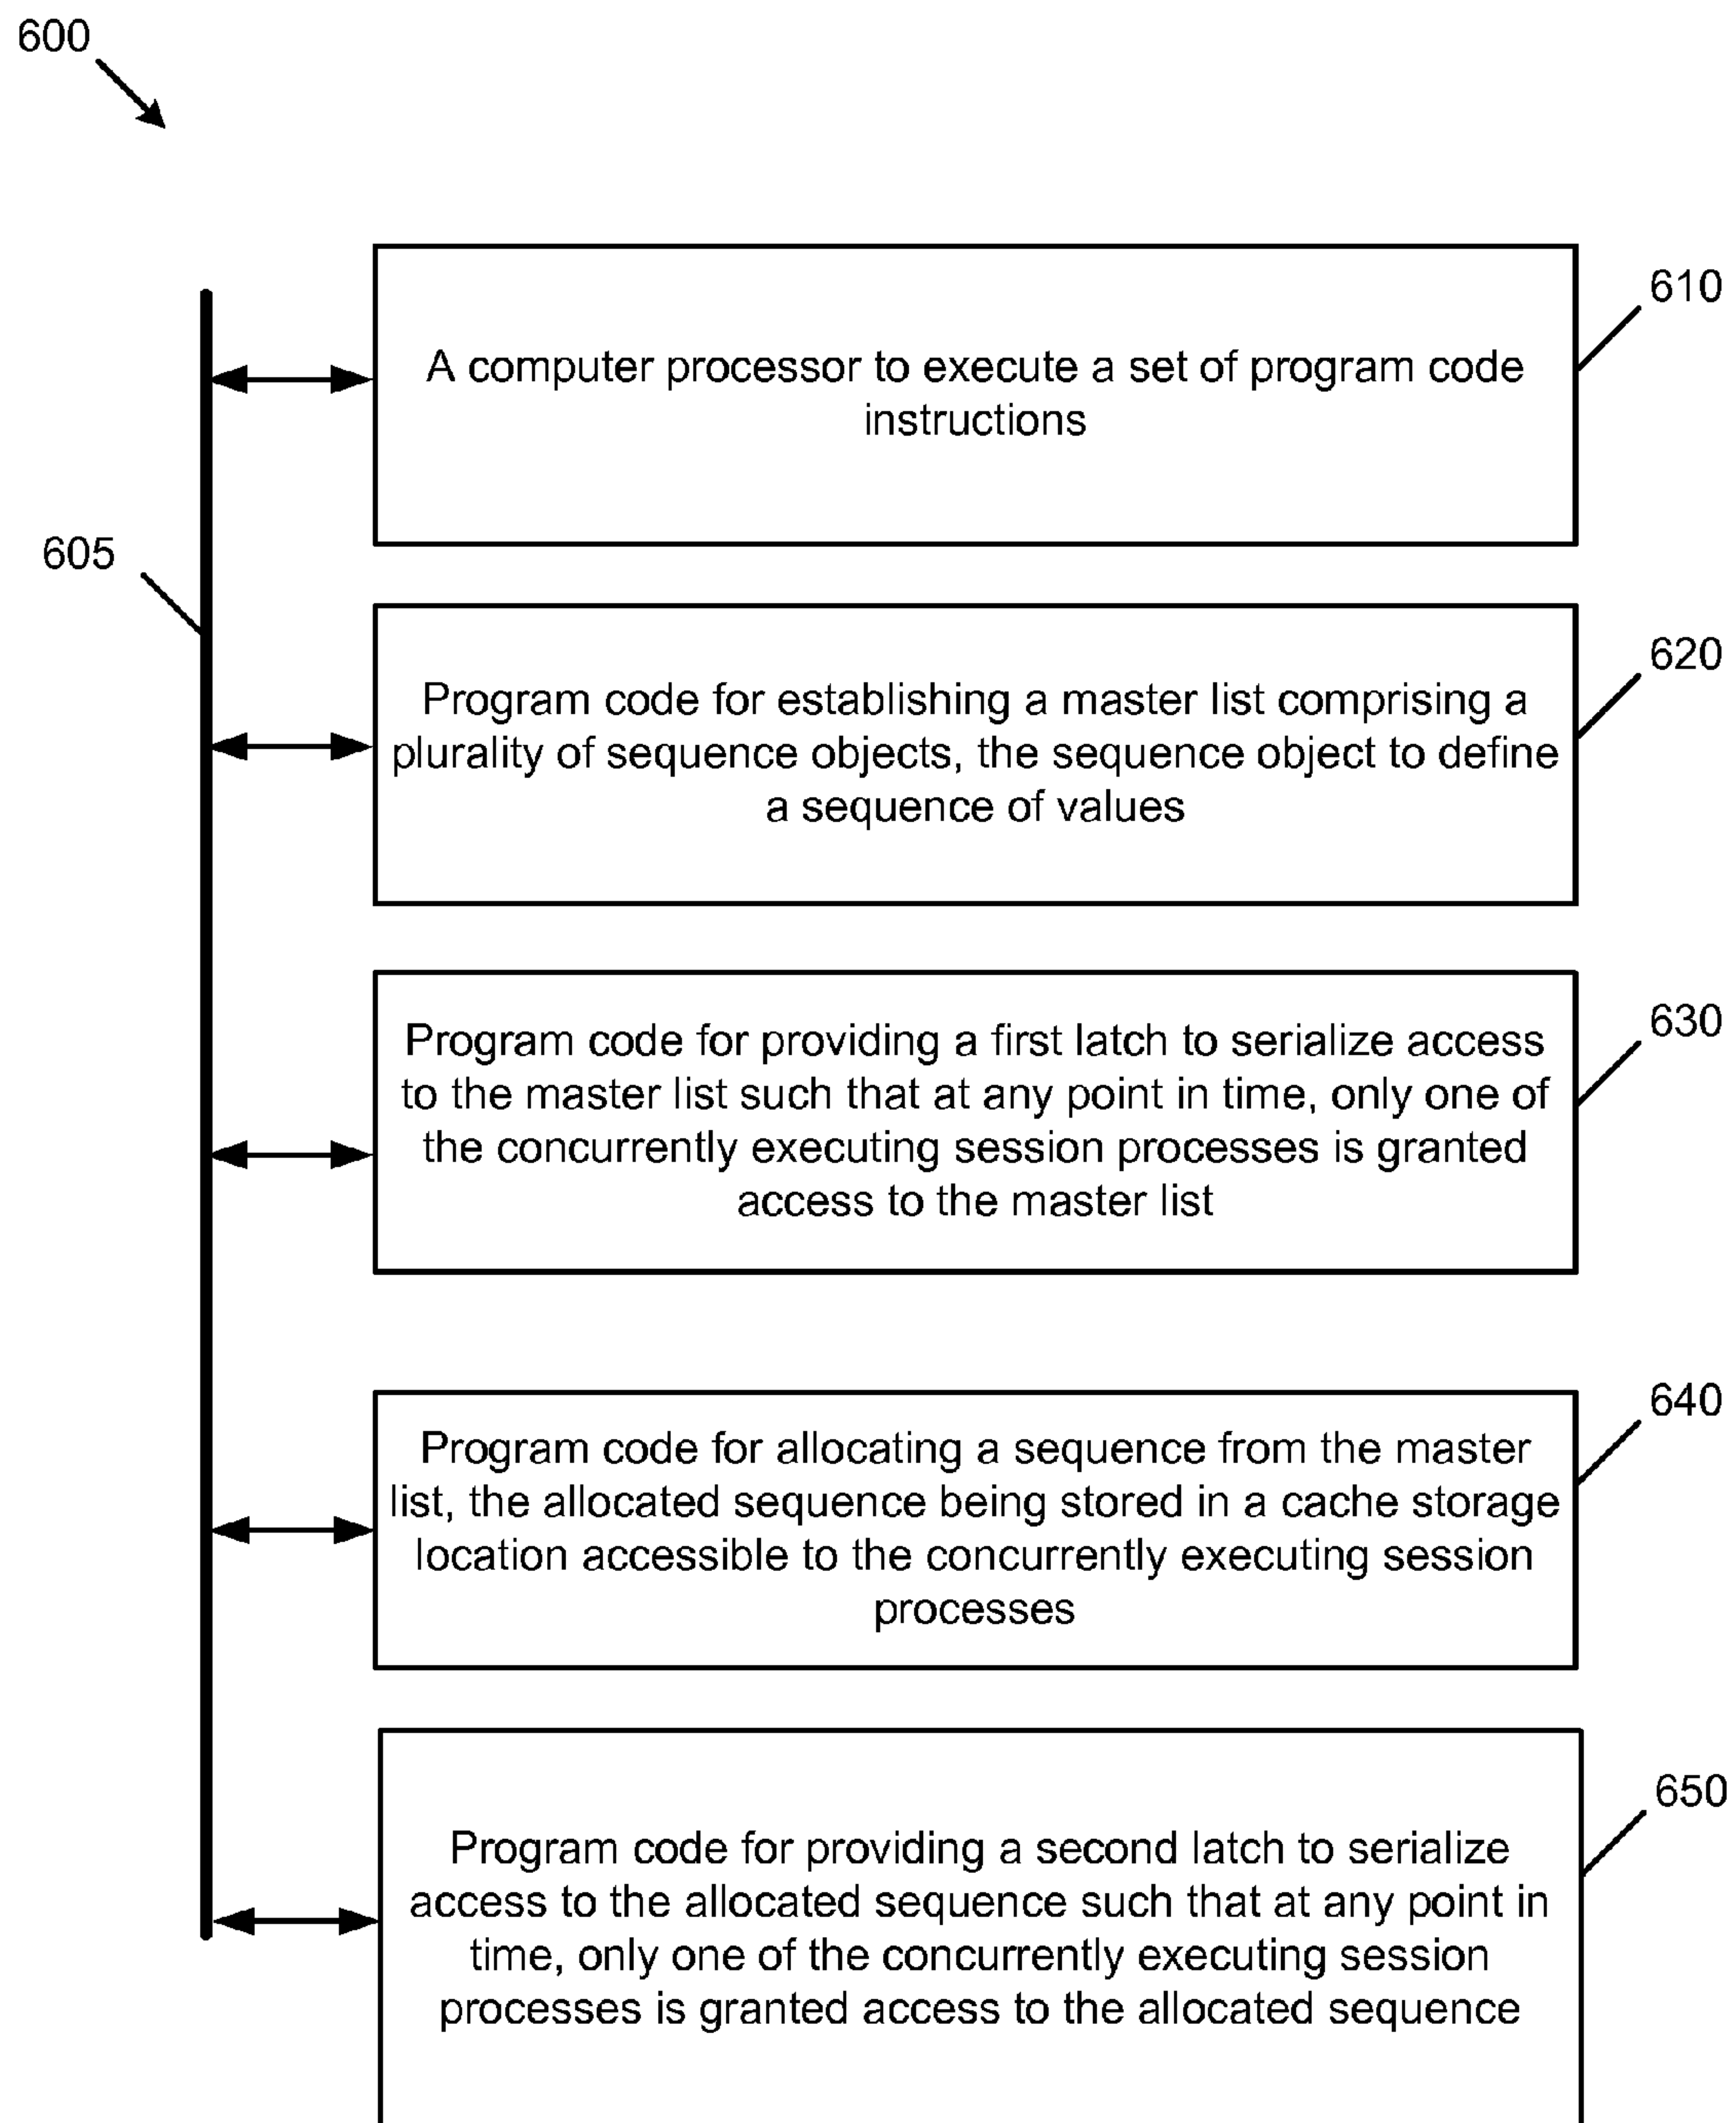 600
610
A computer processor to execute a set of program code
instructions
605
620
Program code for establishing a master list comprising a
plurality of sequence objects, the sequence object to define
a sequence of values
630
Program code for providing a first latch to serialize access
to the master list such that at any point in time, only one of
the concurrently executing session processes is granted
access to the master list
640
Program code for allocating a sequence from the master
list, the allocated sequence being stored in a cache storage
location accessible to the concurrently executing session
processes
650
Program code for providing a second latch to serialize
access to the allocated sequence such that at any point in
time, only one of the concurrently executing session
processes is granted access to the allocated sequence